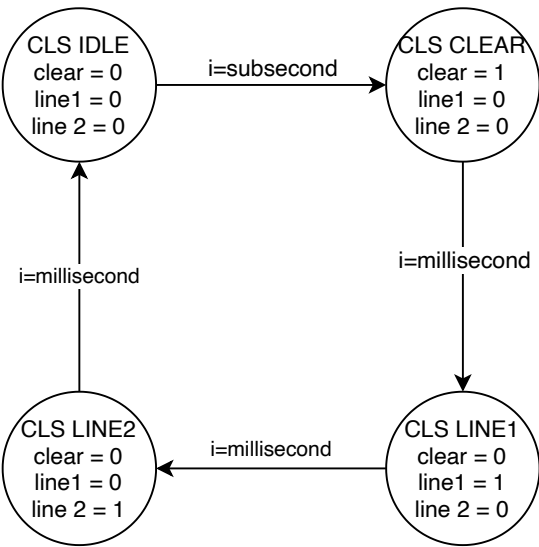 CLS IDLE
clear = 0
line1 = 0
line 2 = 0
i=subsecond
CLS CLEAR
clear = 1
line1 = 0
line 2 = 0
i=millisecond
i=millisecond
CLS LINE2
clear = 0
line1 = 0
line 2 = 1
i=millisecond
CLS LINE1
clear = 0
line1 = 1
line 2 = 0